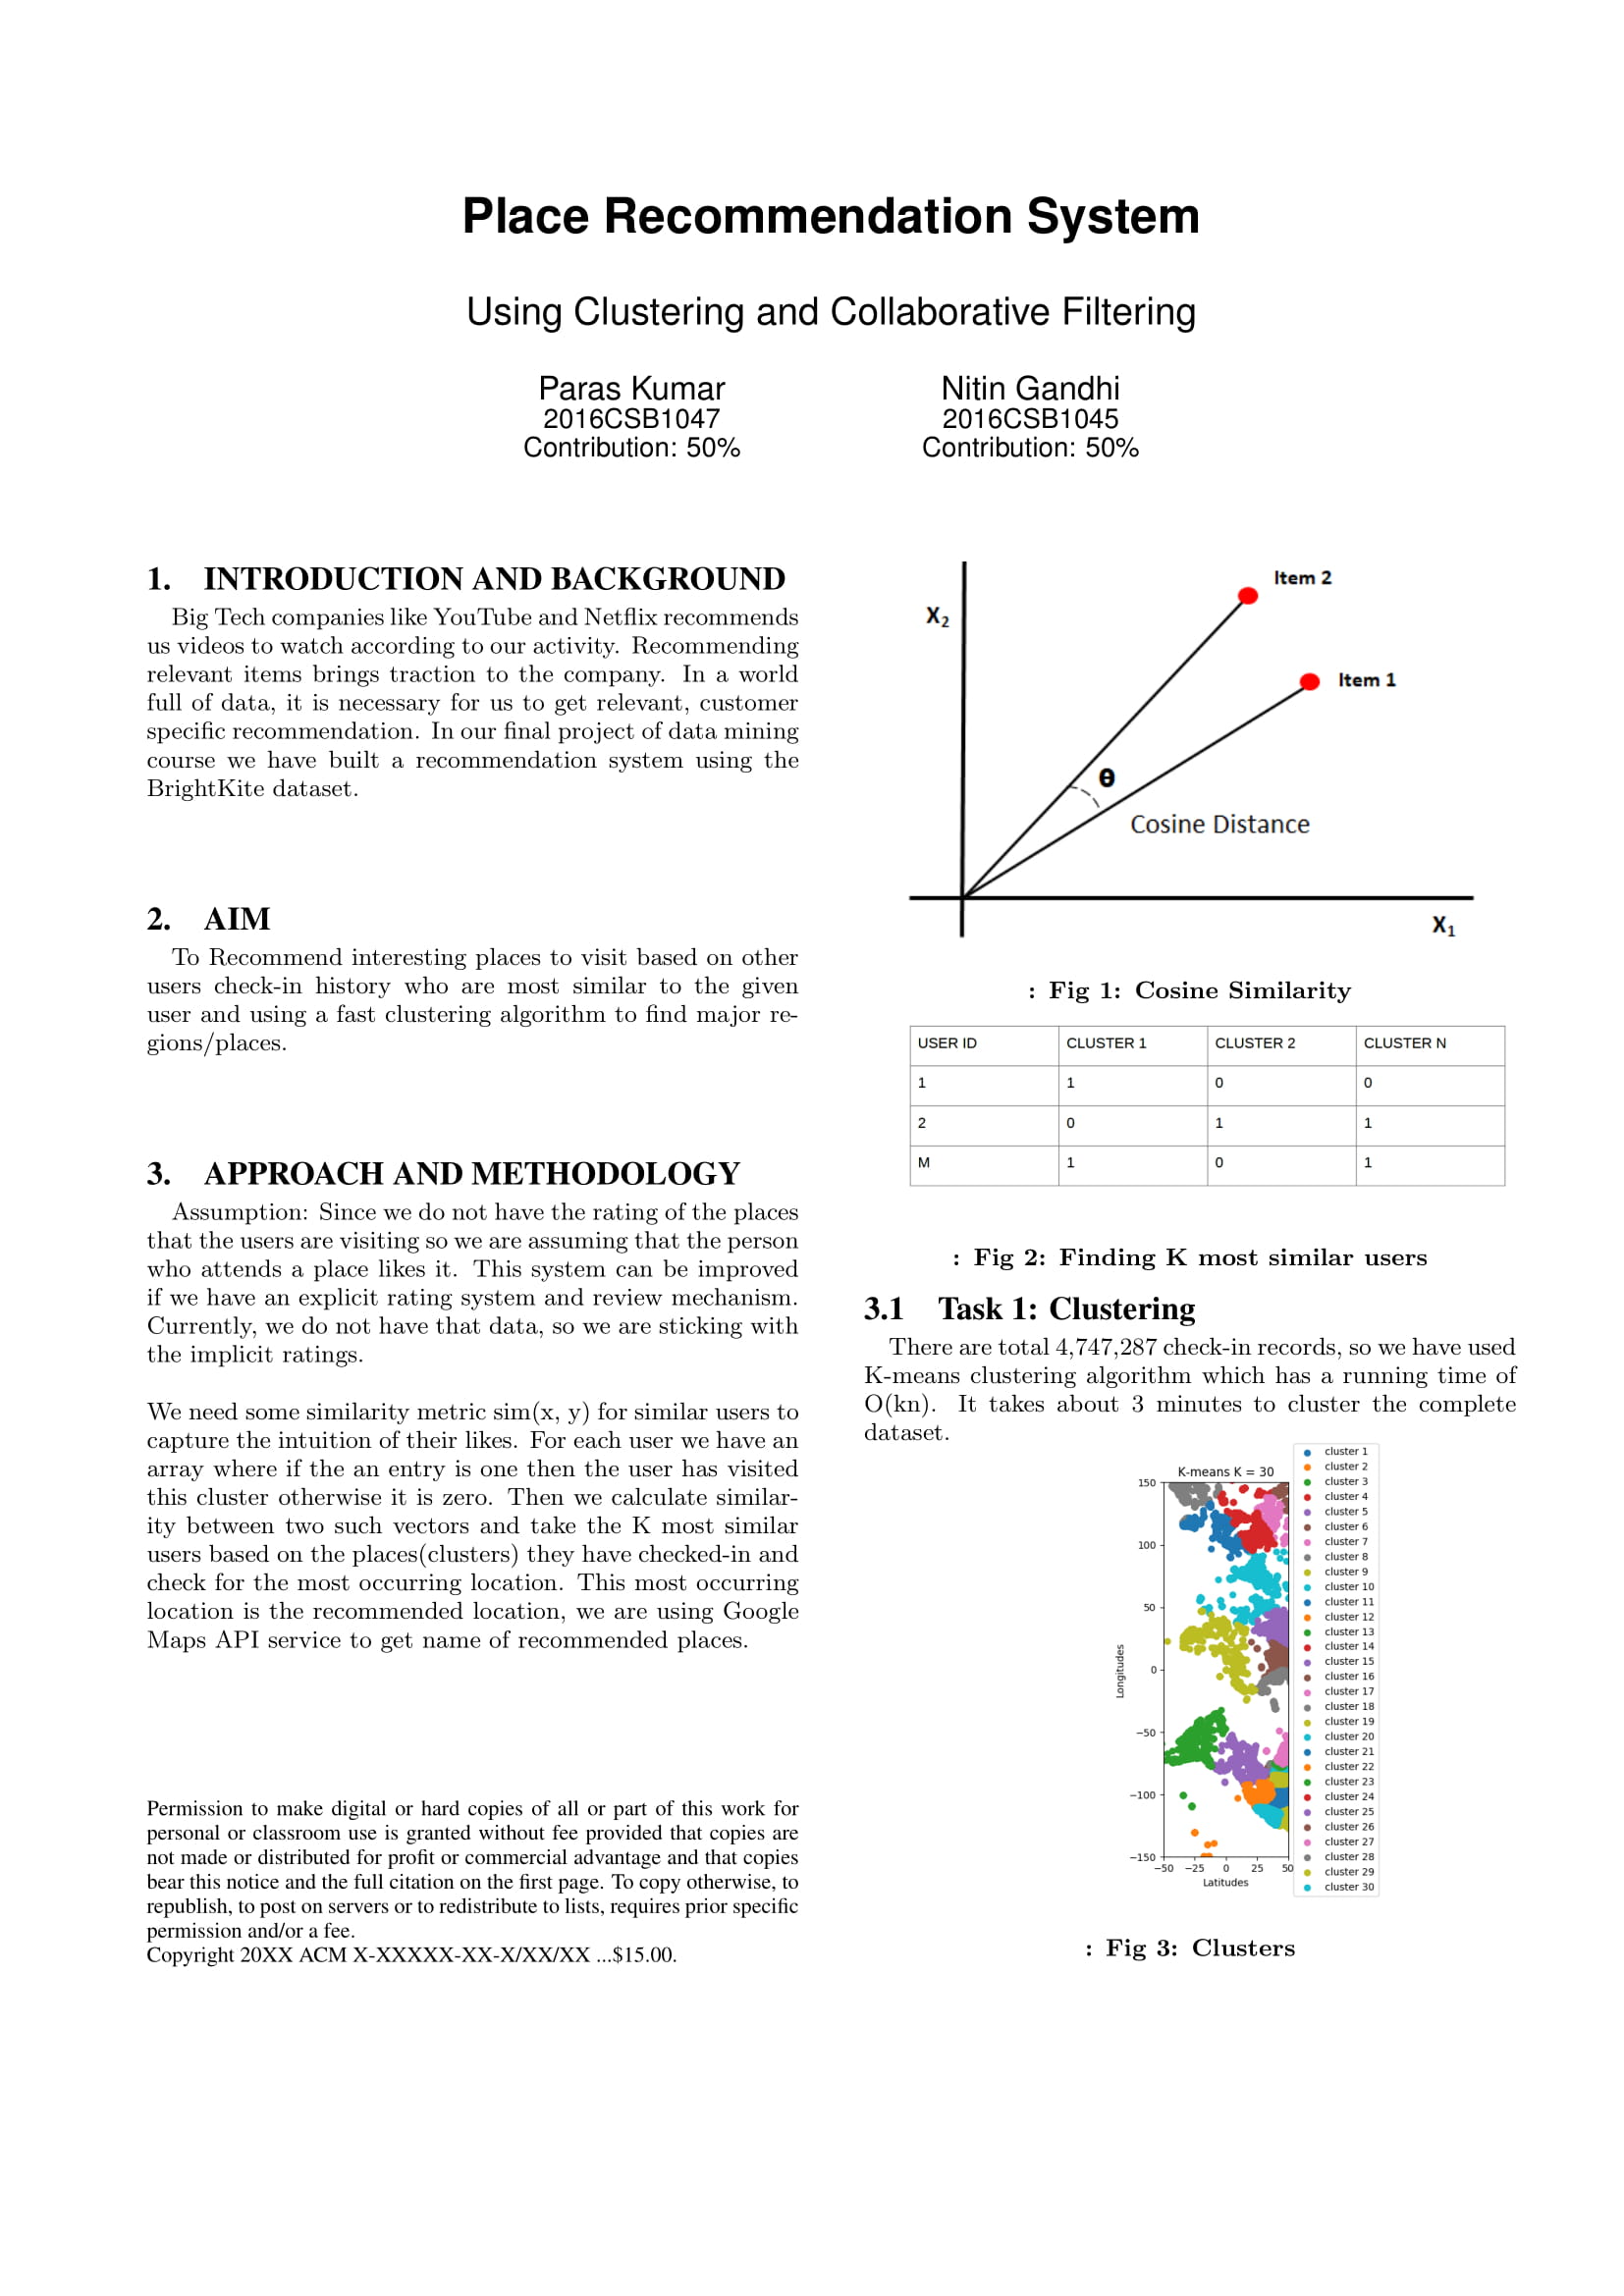 Place Recommendation System
Using Clustering and Collaborative Filtering
Paras Kumar
2016CSB1047
Contribution: 50%
Nitin Gandhi
2016CSB1045
Contribution: 50%
1. INTRODUCTION AND BACKGROUND
Big Tech companies like YouTube and Netflix recommends
us videos to watch according to our activity. Recommending
relevant items brings traction to the company. In a world
full of data, it is necessary for us to get relevant, customer
specific recommendation. In our final project of data mining
course we have built a recommendation system using the
BrightKite dataset.
2. AIM
To Recommend interesting places to visit based on other
users check-in history who are most similar to the given
user and using a fast clustering algorithm to find major re-
gions/places.
3. APPROACH AND METHODOLOGY
Assumption: Since we do not have the rating of the places
that the users are visiting so we are assuming that the person
who attends a place likes it. This system can be improved
if we have an explicit rating system and review mechanism.
Currently, we do not have that data, so we are sticking with
the implicit ratings.
We need some similarity metric sim(x, y) for similar users to
capture the intuition of their likes. For each user we have an
array where if the an entry is one then the user has visited
this cluster otherwise it is zero. Then we calculate similar-
ity between two such vectors and take the K most similar
users based on the places(clusters) they have checked-in and
check for the most occurring location. This most occurring
location is the recommended location, we are using Google
Maps API service to get name of recommended places.
Permission to make digital or hard copies of all or part of this work for
personal or classroom use is granted without fee provided that copies are
not made or distributed for profit or commercial advantage and that copies
bear this notice and the full citation on the first page. To copy otherwise, to
republish, to post on servers or to redistribute to lists, requires prior specific
permission and/or a fee.
Copyright 20XX ACM X-XXXXX-XX-X/XX/XX ...$15.00.
Item 2
X2
Item 1
θ
Cosine Distance
X1
: Fig 1: Cosine Similarity
USER ID CLUSTER 1 CLUSTER 2 CLUSTER N
1 1 0 0
2 0 1 1
M 1 0 1
: Fig 2: Finding K most similar users
3.1 Task 1: Clustering
There are total 4,747,287 check-in records, so we have used
K-means clustering algorithm which has a running time of
O(kn). It takes about 3 minutes to cluster the complete
dataset.
K-means K = 30
150
100
50
0
−50
−100
−150
Longitudes
−50 −25 0 25 50
Latitudes
cluster 1
cluster 2
cluster 3
cluster 4
cluster 5
cluster 6
cluster 7
cluster 8
cluster 9
cluster 10
cluster 11
cluster 12
cluster 13
cluster 14
cluster 15
cluster 16
cluster 17
cluster 18
cluster 19
cluster 20
cluster 21
cluster 22
cluster 23
cluster 24
cluster 25
cluster 26
cluster 27
cluster 28
cluster 29
cluster 30
: Fig 3: Clusters